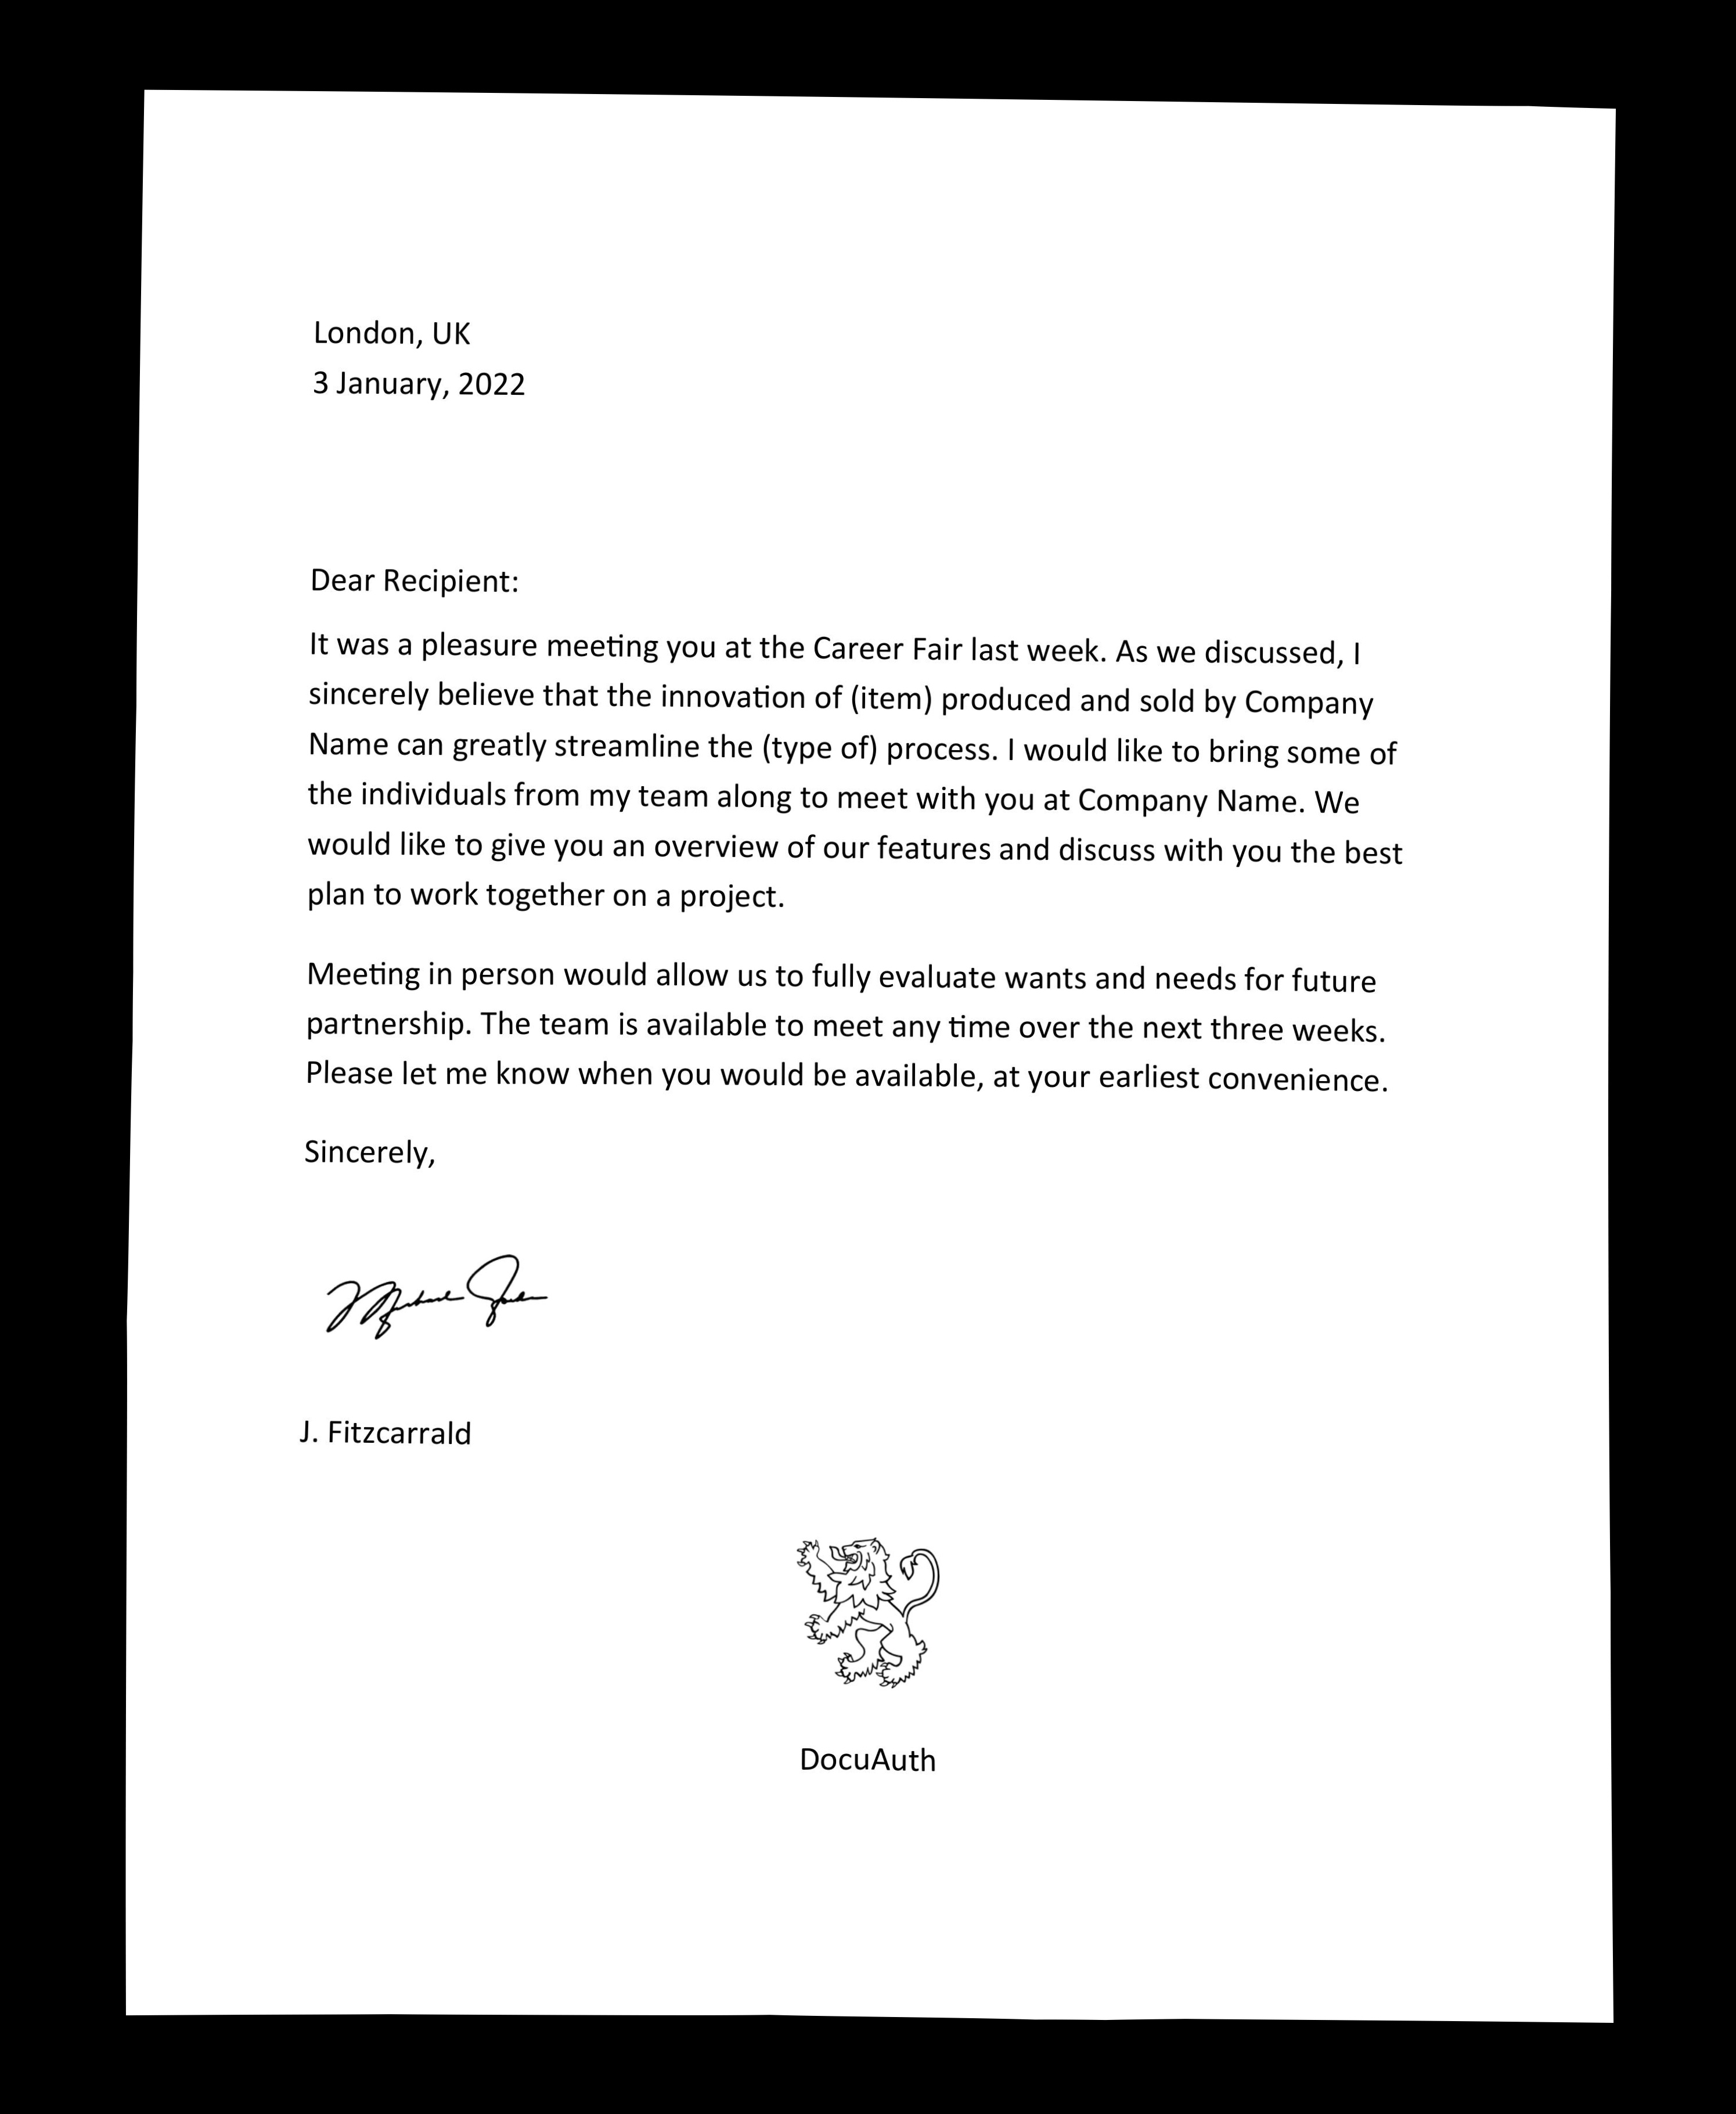 London, UK
3 January, 2022
Dear Recipient:
It was a pleasure meeting you at the Career Fair last week. As we discussed, I
sincerely believe that the innovation of (item) produced and sold by Company
Name can greatly streamline the (type of) process. I would like to bring some of
the individuals from my team along to meet with you at Company Name. We
would like to give you an overview of our features and discuss with you the best
plan to work together on a project.
Meeting in person would allow us to fully evaluate wants and needs for future
partnership. The team is available to meet any time over the next three weeks.
Please let me know when you would be available, at your earliest convenience.
Sincerely,
J. Fitzcarrald
DocuAuth